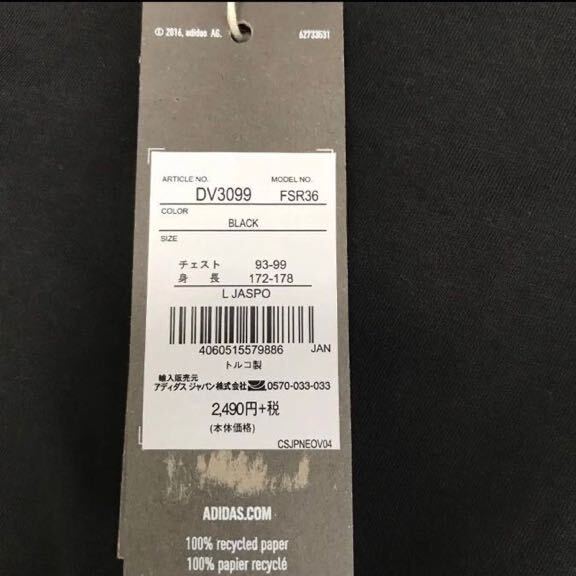 © 2016, adidas AG. 62733631
ARTICLE NO. MODEL NO.
DV3099 FSR36
COLOR
BLACK
SIZE
チェスト 93-99
身長 172-178
L JASPO
4060515579886 JAN
トルコ製
輸入販売元
アディダス ジャパン株式会社 0570-033-033
2,490円+税
(本体価格)
CSJPNEOV04
ADIDAS.COM
100% recycled paper
100% papier recyclé